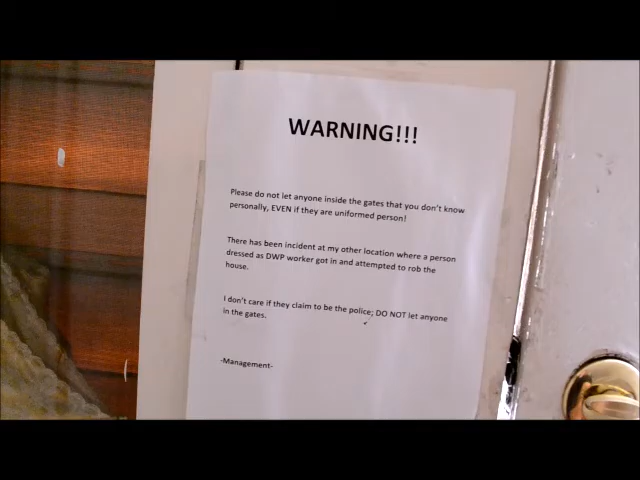 WARNING!!!
Please do not let anyone inside the gates that you don't know
personally, EVEN if they are uniformed person!
There has been incident at my other location where a person
dressed as DWP worker got in and attempted to rob the
house.
I don't care if they claim to be the police; DO NOT let anyone
in the gates.
-Management-